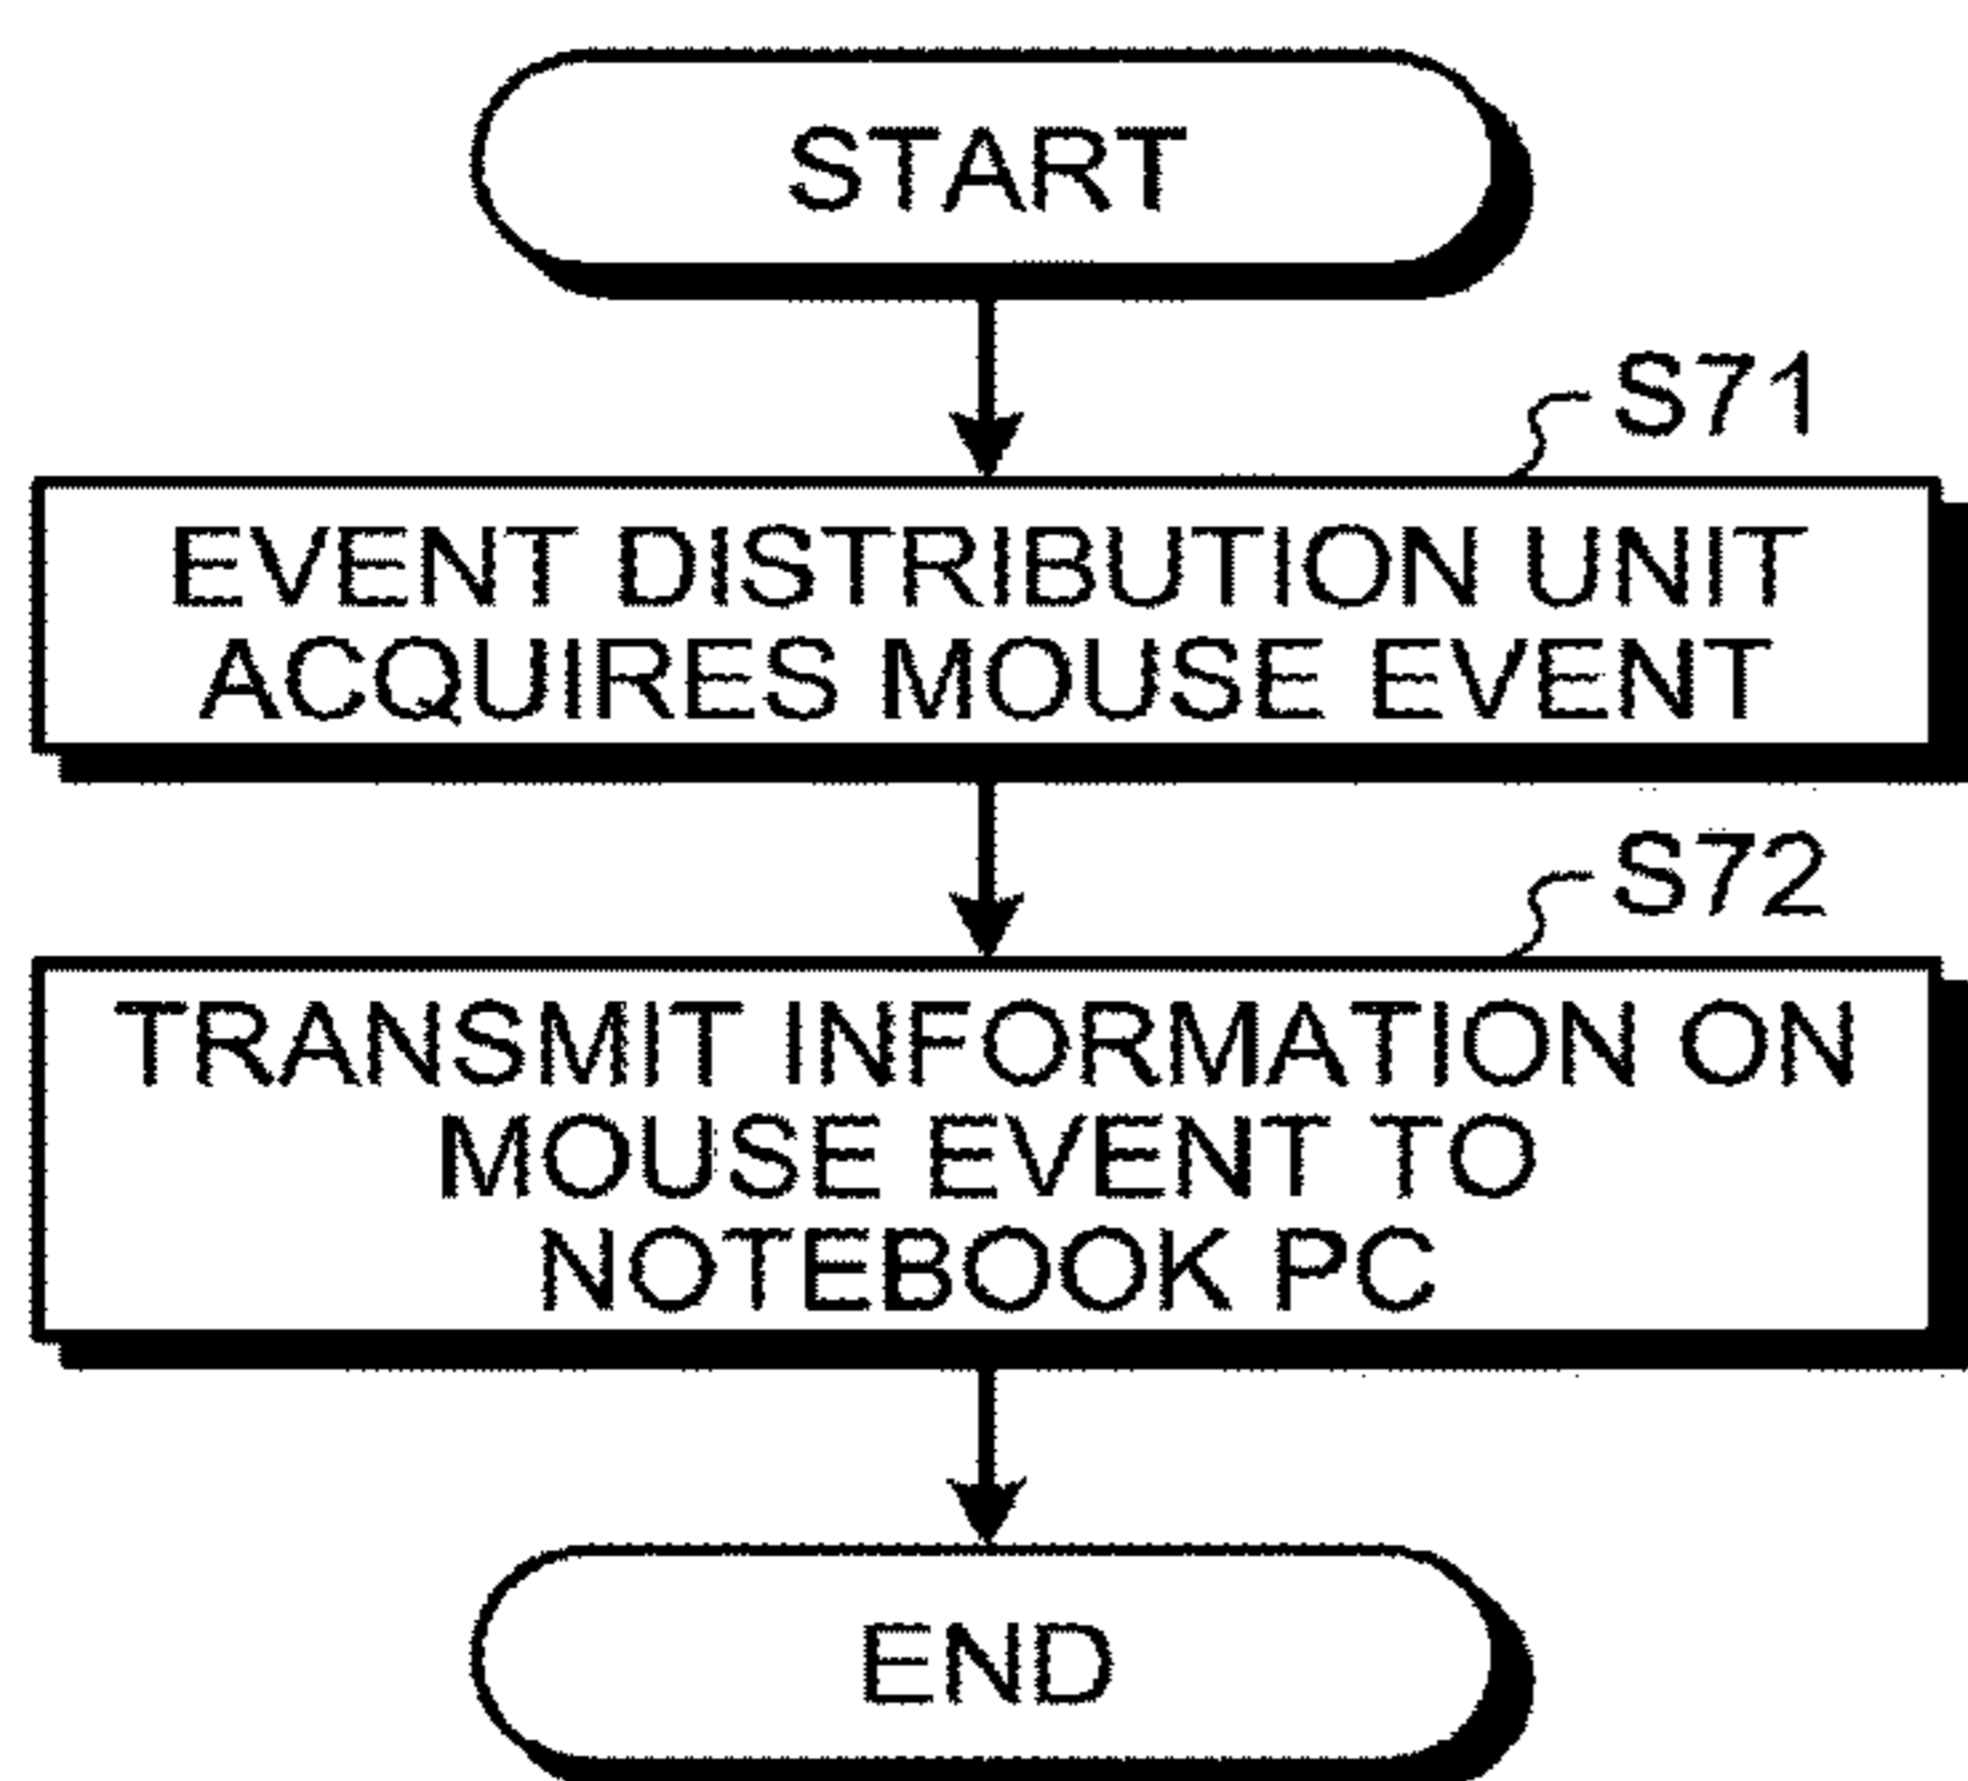 START
S71
EVENT DISTRIBUTION UNIT
ACQUIRES MOUSE EVENT
S72
TRANSMIT INFORMATION ON
MOUSE EVENT TO
NOTEBOOK PC
END